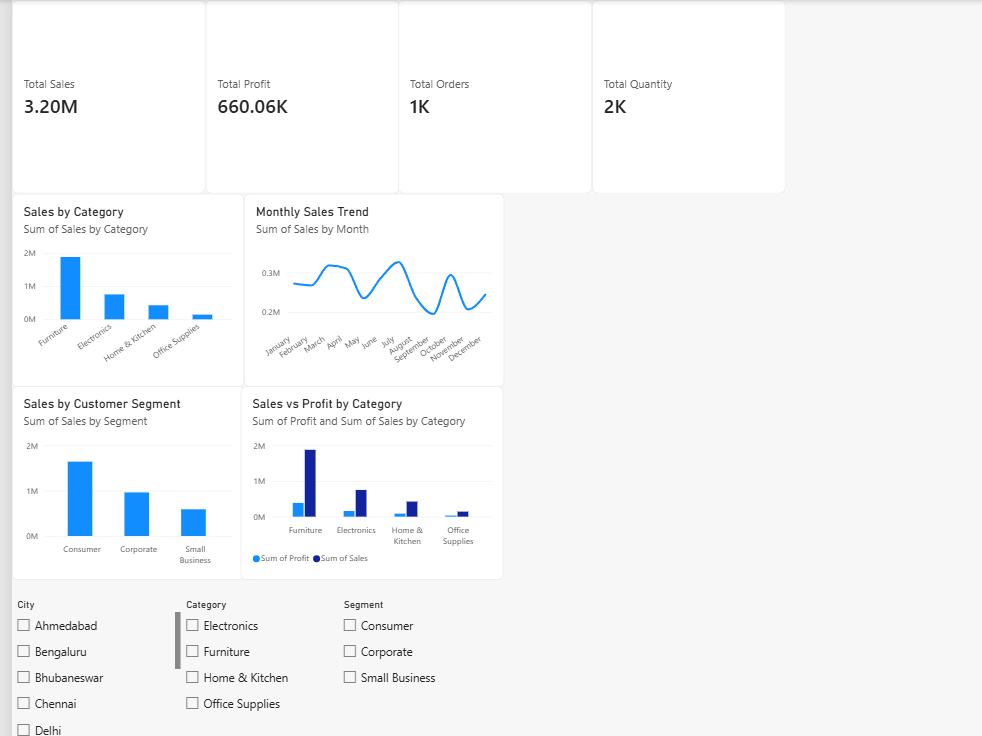 Total Sales
3.20M
Total Profit
660.06K
Total Orders
1K
Total Quantity
2K
Sales by Category
Sum of Sales by Category
2M
1M
0M
Furniture
Electronics
Home & Kitchen
Office Supplies
Monthly Sales Trend
Sum of Sales by Month
0.3M
0.2M
January
February
March
April
May
June
July
August
September
October
November
December
Sales by Customer Segment
Sum of Sales by Segment
2M
1M
0M
Consumer
Corporate
Small
Business
Sales vs Profit by Category
Sum of Profit and Sum of Sales by Category
2M
1M
0M
Furniture
Electronics
Home &
Kitchen
Office
Supplies
Sum of Profit
Sum of Sales
City
Ahmedabad
Bengaluru
Bhubaneswar
Chennai
Delhi
Category
Electronics
Furniture
Home & Kitchen
Office Supplies
Segment
Consumer
Corporate
Small Business